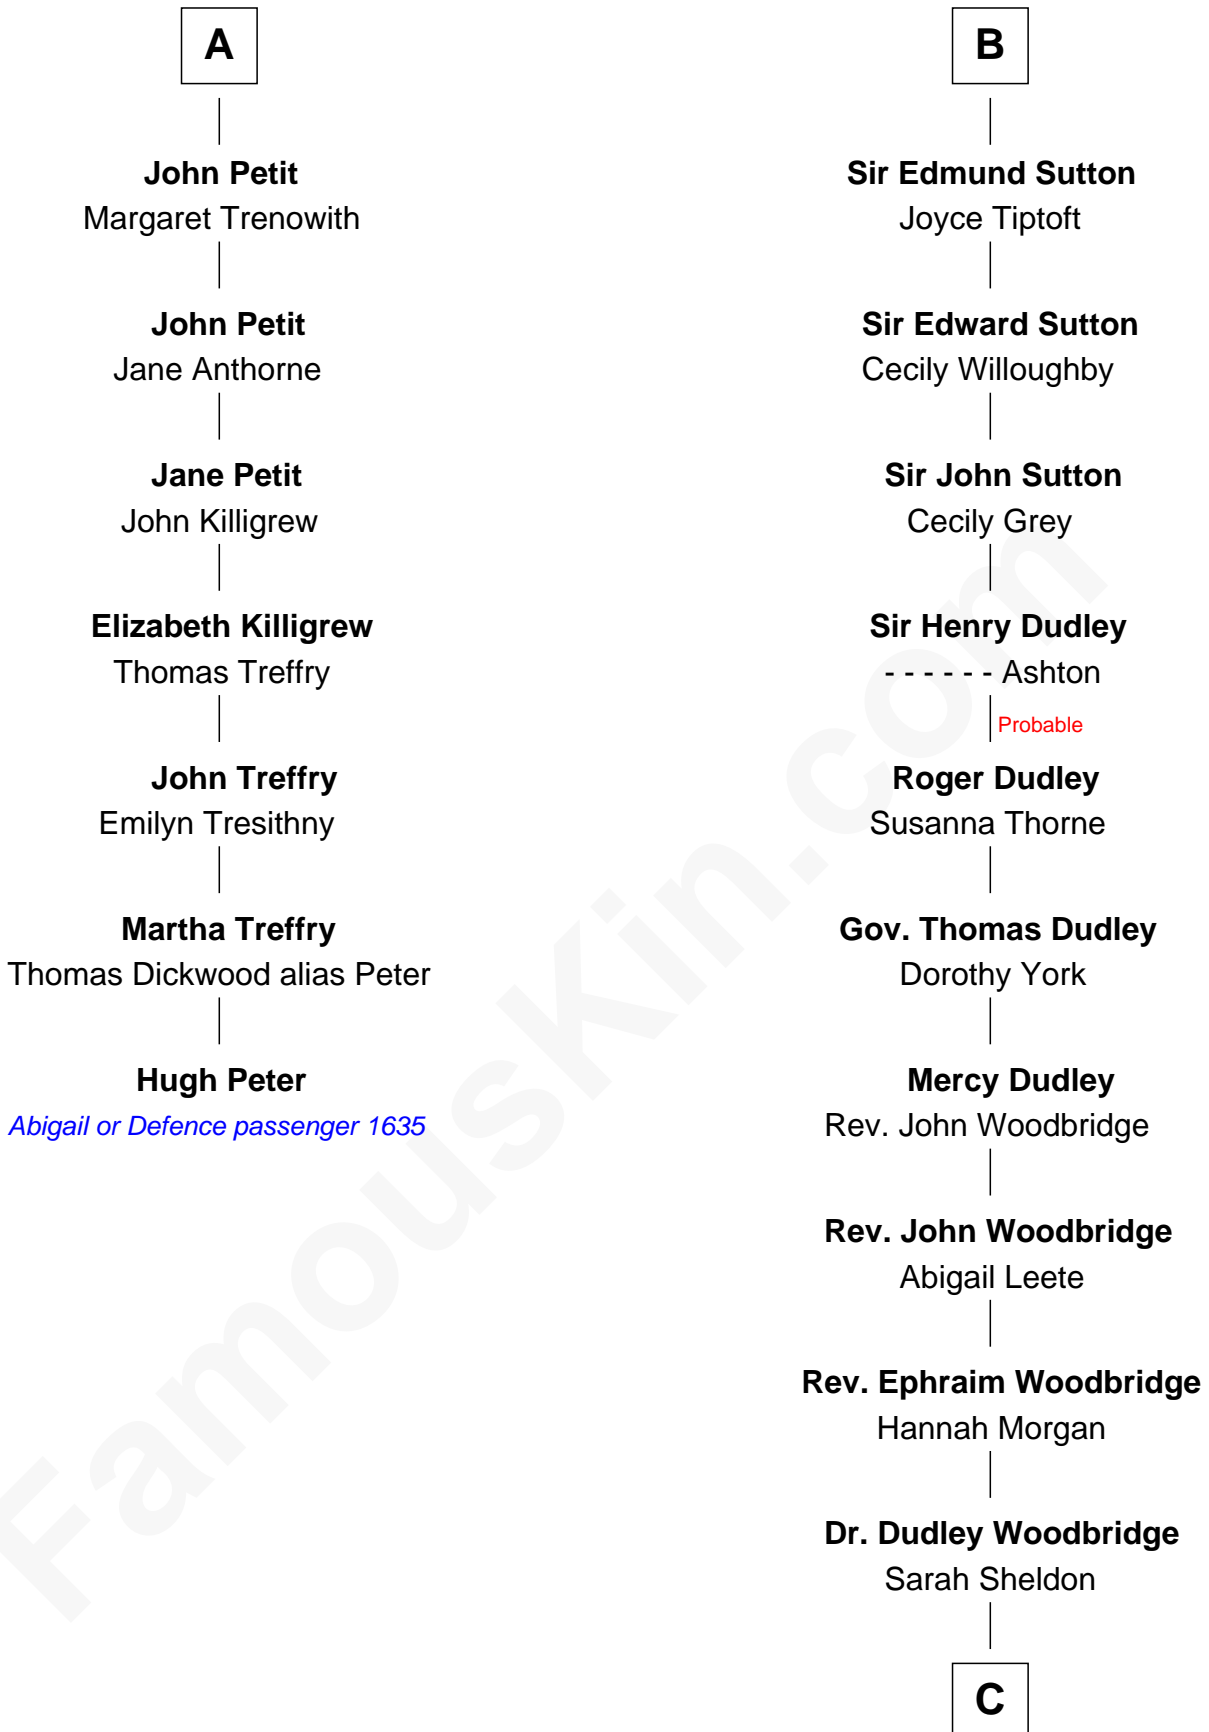 A
John Petit
Margaret Trenowith
John Petit
Jane Anthorne
Jane Petit
John Killigrew
Elizabeth Killigrew
Thomas Treffry
John Treffry
Emilyn Tresithny
Martha Treffry
Thomas Dickwood alias Peter
Hugh Peter
Abigail or Defence passenger 1635
B
Sir Edmund Sutton
Joyce Tiptoft
Sir Edward Sutton
Cecily Willoughby
Sir John Sutton
Cecily Grey
Sir Henry Dudley
- - - - - - Ashton
Probable
Roger Dudley
Susanna Thorne
Gov. Thomas Dudley
Dorothy York
Mercy Dudley
Rev. John Woodbridge
Rev. John Woodbridge
Abigail Leete
Rev. Ephraim Woodbridge
Hannah Morgan
Dr. Dudley Woodbridge
Sarah Sheldon
C
FamousKin.com